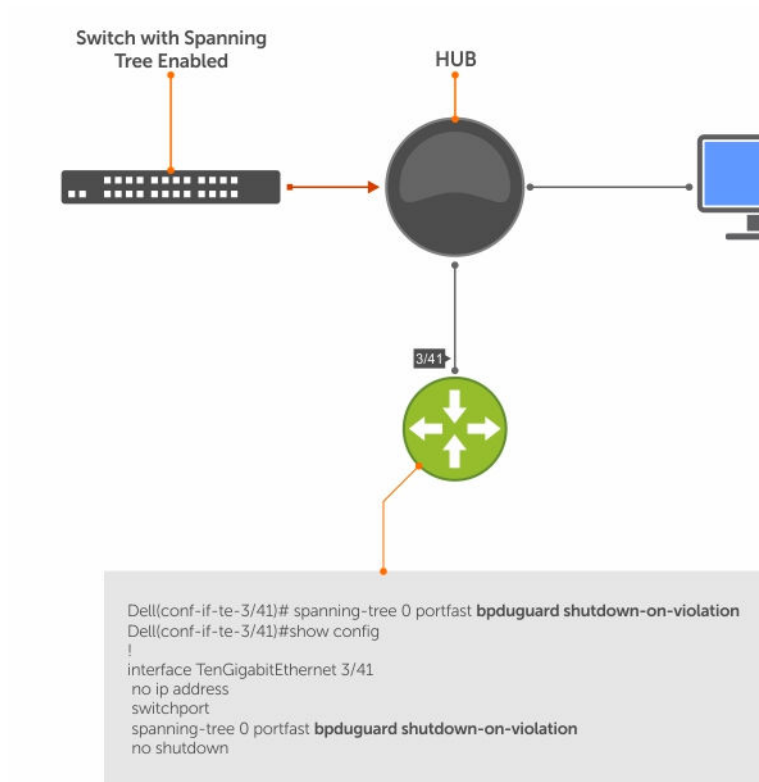 Switch with Spanning
Tree Enabled
HUB
3/41
Dell(conf-if-te-3/41)# spanning-tree 0 portfast bpduguard shutdown-on-violation
Dell(conf-if-te-3/41)#show config
!
interface TenGigabitEthernet 3/41
no ip address
switchport
spanning-tree 0 portfast bpduguard shutdown-on-violation
no shutdown